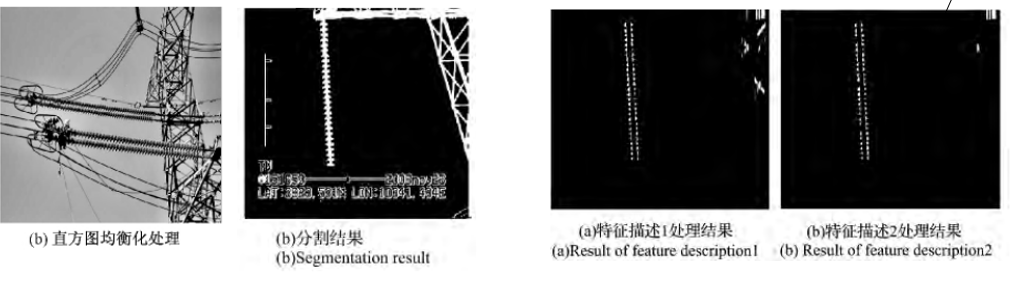 (b) 直方图均衡化处理
(b)分割结果
(b)Segmentation result
(a)特征描述1处理结果
(a)Result of feature description1
(b)特征描述2处理结果
(b) Result of feature description2